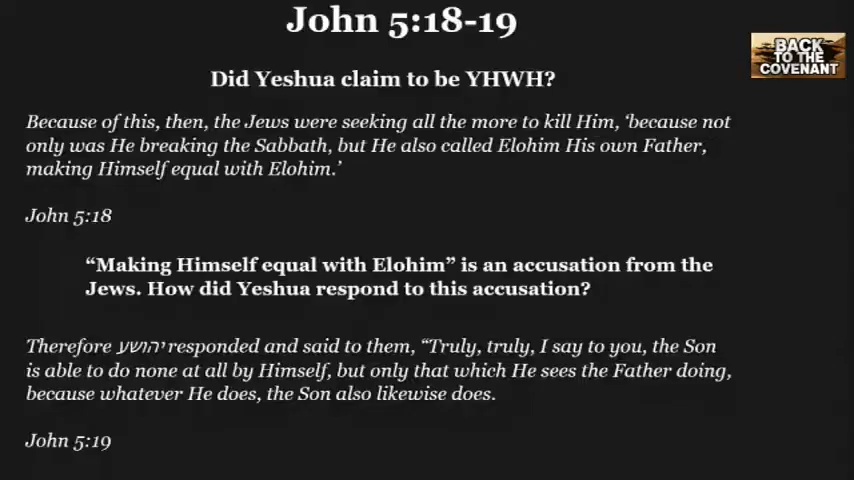 John 5:18-19
BACK
TO THE
COVENANT
Did Yeshua claim to be YHWH?
Because of this, then, the Jews were seeking all the more to kill Him, ‘because not
only was He breaking the Sabbath, but He also called Elohim His own Father,
making Himself equal with Elohim.’
John 5:18
“Making Himself equal with Elohim” is an accusation from the
Jews. How did Yeshua respond to this accusation?
Therefore יהושע responded and said to them, “Truly, truly, I say to you, the Son
is able to do none at all by Himself, but only that which He sees the Father doing,
because whatever He does, the Son also likewise does.
John 5:19